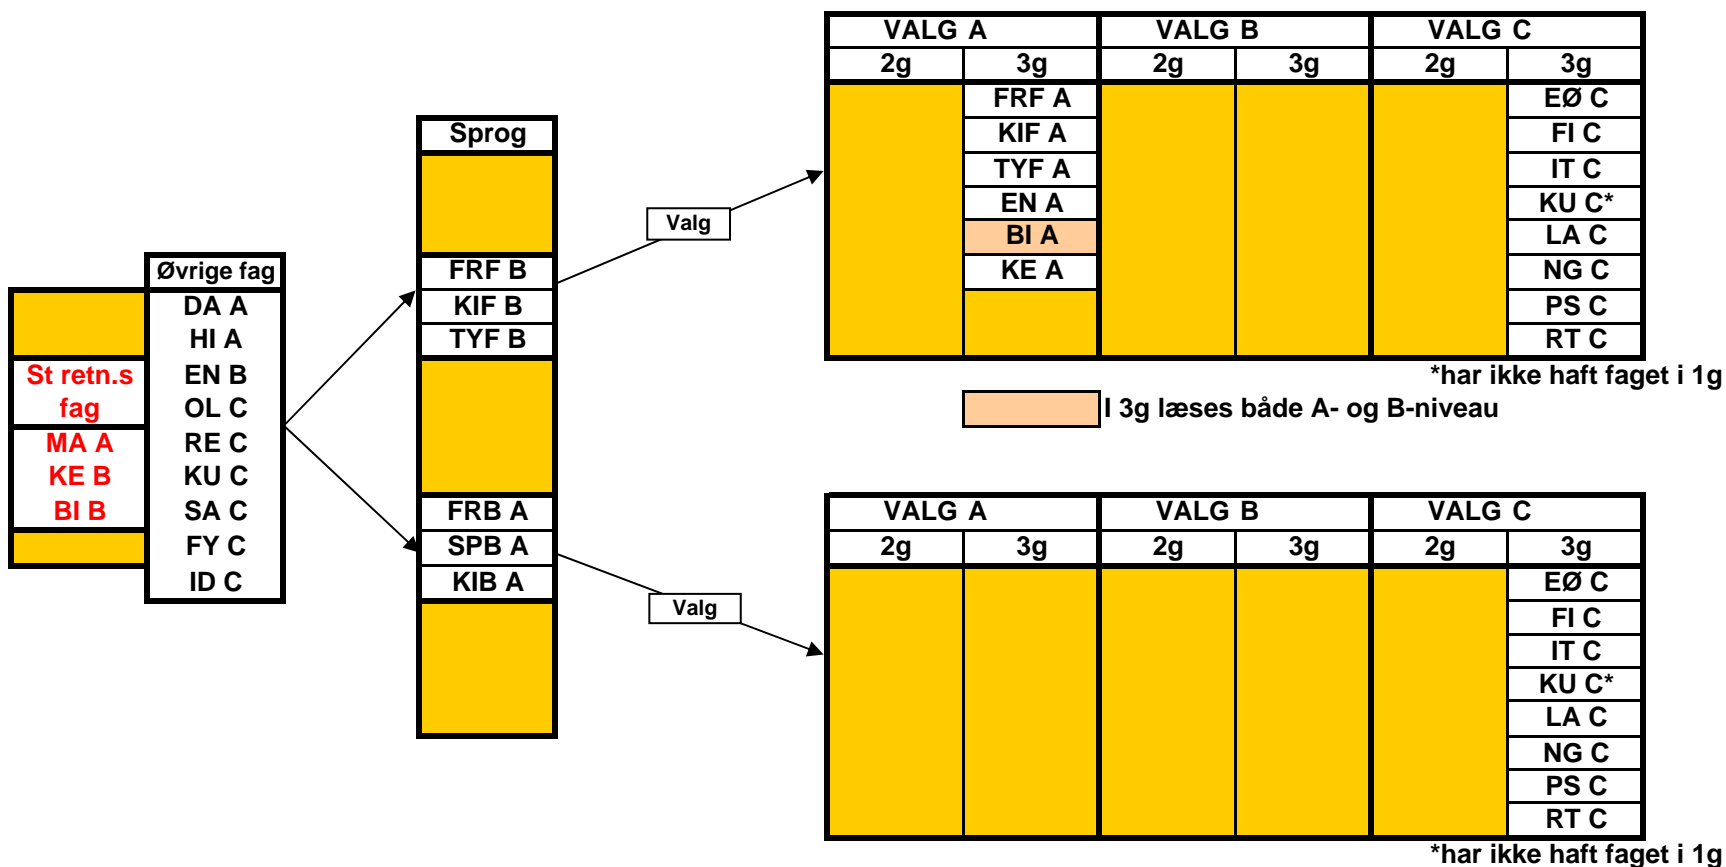 St retn.s
fag
MA A
KE B
BI B
Øvrige fag
DA A
HI A
EN B
OL C
RE C
KU C
SA C
FY C
ID C
Sprog
FRF B
KIF B
TYF B
FRB A
SPB A
KIB A
Valg
VALG A VALG B VALG C
2g 3g 2g 3g 2g 3g
FRF A EØ C
KIF A FI C
TYF A IT C
EN A KU C*
BI A LA C
KE A NG C
PS C
RT C
*har ikke haft faget i 1g
I 3g læses både A- og B-niveau
Valg
VALG A VALG B VALG C
2g 3g 2g 3g 2g 3g
EØ C
FI C
IT C
KU C*
LA C
NG C
PS C
RT C
*har ikke haft faget i 1g